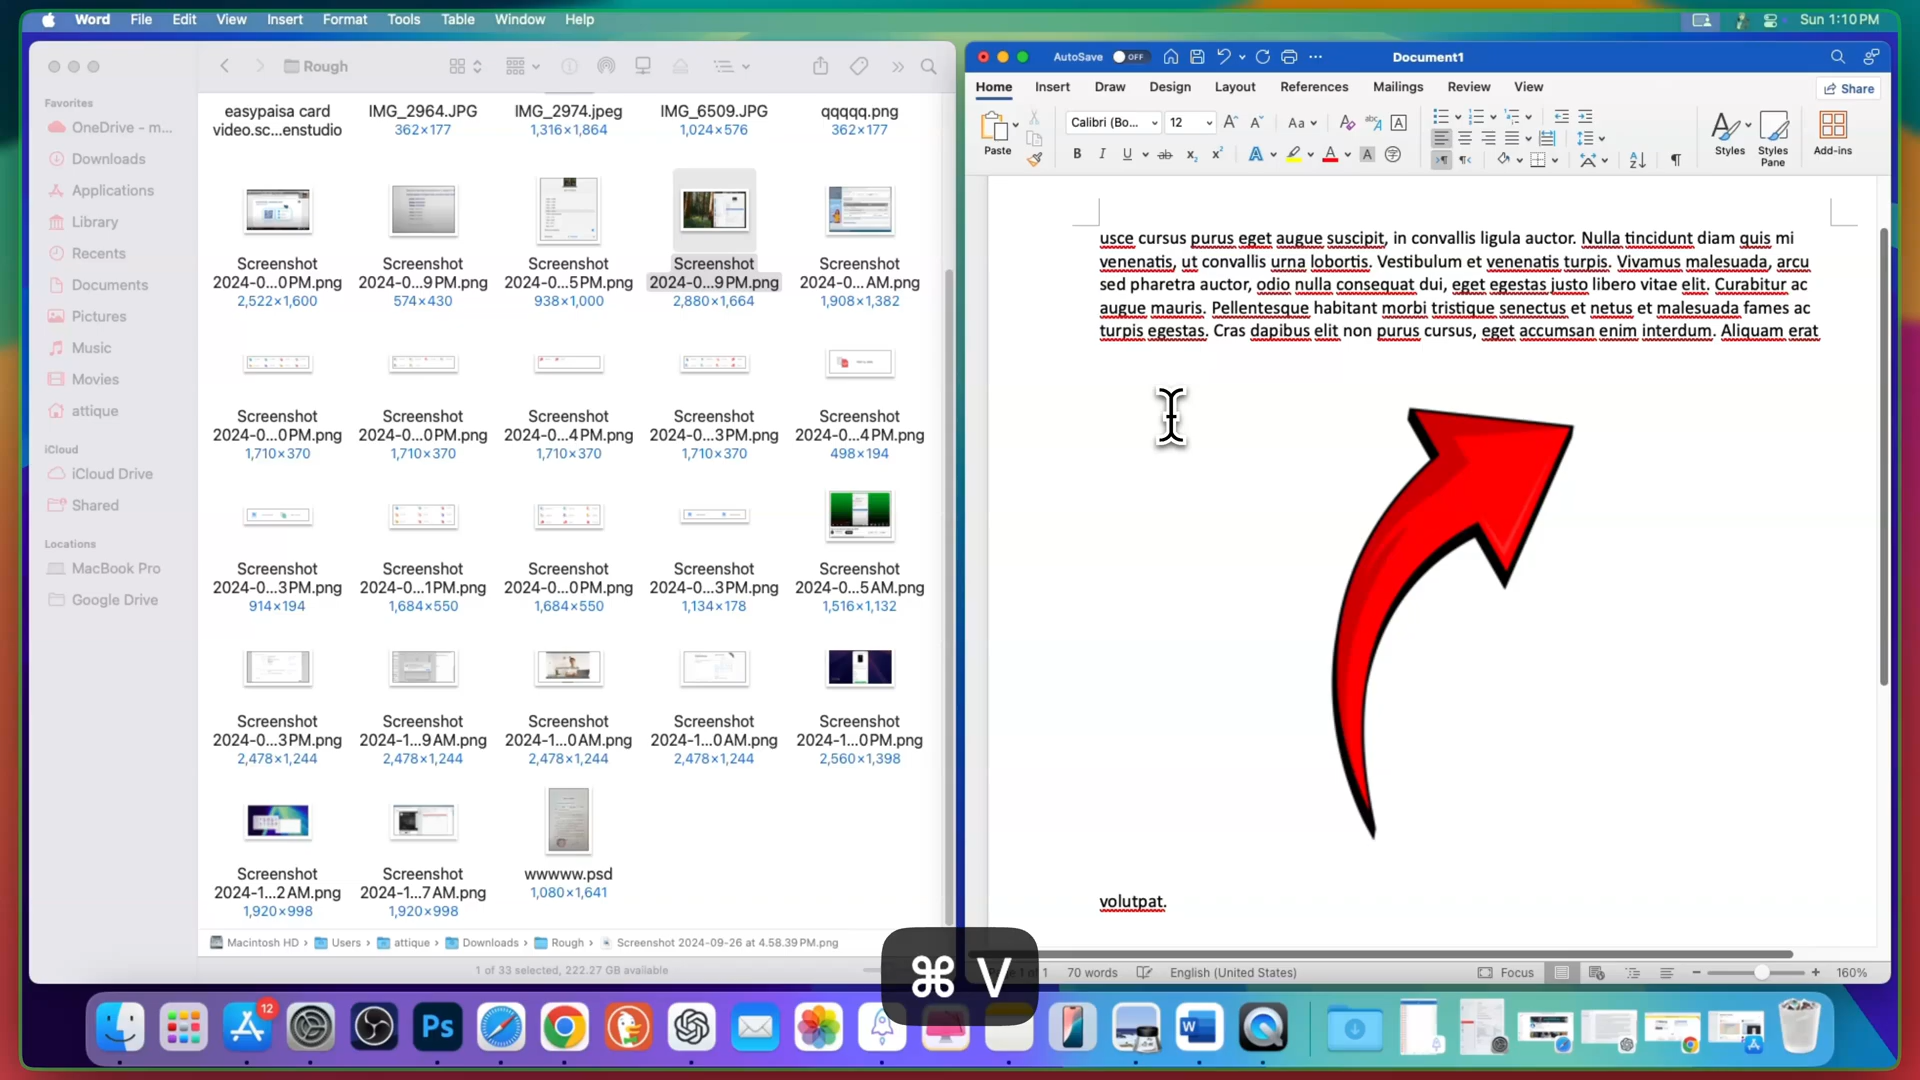 Word File Edit View Insert Format Tools Table Window Help
Sun 1:10 PM
Rough
Favorites
OneDrive - m...
Downloads
Applications
Library
Recents
Documents
Pictures
Music
Movies
attique
iCloud
iCloud Drive
Shared
Locations
MacBook Pro
Google Drive
easypaisa card
video.sc...enstudio
IMG_2964.JPG
362×177
IMG_2974.jpeg
1,316×1,864
IMG_6509.JPG
1,024×576
qqqqq.png
362×177
Screenshot
2024-0...0PM.png
2,522×1,600
Screenshot
2024-0...9PM.png
574×430
Screenshot
2024-0...5PM.png
938×1,000
Screenshot
2024-0...9PM.png
2,880×1,664
Screenshot
2024-0...AM.png
1,908×1,382
Screenshot
2024-0...0PM.png
1,710×370
Screenshot
2024-0...0PM.png
1,710×370
Screenshot
2024-0...4PM.png
1,710×370
Screenshot
2024-0...3PM.png
1,710×370
Screenshot
2024-0...4PM.png
498×194
Screenshot
2024-0...3PM.png
914×194
Screenshot
2024-0...1PM.png
1,684×550
Screenshot
2024-0...0PM.png
1,684×550
Screenshot
2024-0...3PM.png
1,134×178
Screenshot
2024-0...5AM.png
1,516×1,132
Screenshot
2024-0...3PM.png
2,478×1,244
Screenshot
2024-1...9AM.png
2,478×1,244
Screenshot
2024-1...0AM.png
2,478×1,244
Screenshot
2024-1...0AM.png
2,478×1,244
Screenshot
2024-1...0PM.png
2,560×1,398
Screenshot
2024-1...2AM.png
1,920×998
Screenshot
2024-1...7AM.png
1,920×998
wwwww.psd
1,080×1,641
Macintosh HD › Users › attique › Downloads › Rough › Screenshot 2024-09-26 at 4.58.39PM.png
1 of 33 selected, 222.27 GB available
AutoSave OFF
Document1
Home Insert Draw Design Layout References Mailings Review View
Share
Paste
Calibri (Bo...
12
Styles
Styles
Pane
Add-ins
usce cursus purus eget augue suscipit, in convallis ligula auctor. Nulla tincidunt diam quis mi
venenatis, ut convallis urna lobortis. Vestibulum et venenatis turpis. Vivamus malesuada, arcu
sed pharetra auctor, odio nulla consequat dui, eget egestas justo libero vitae elit. Curabitur ac
augue mauris. Pellentesque habitant morbi tristique senectus et netus et malesuada fames ac
turpis egestas. Cras dapibus elit non purus cursus, eget accumsan enim interdum. Aliquam erat
volutpat.
1 70 words English (United States) Focus 160%
⌘ V
12
Ps
W